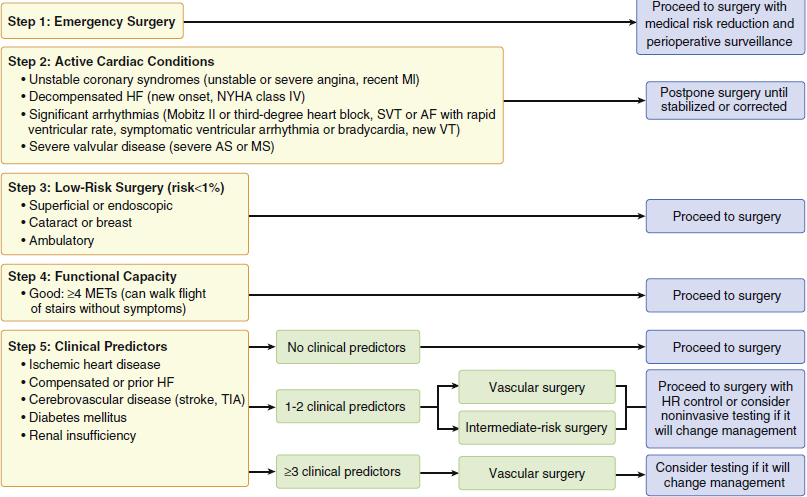 Step 1: Emergency Surgery
Proceed to surgery with
medical risk reduction and
perioperative surveillance
Step 2: Active Cardiac Conditions
• Unstable coronary syndromes (unstable or severe angina, recent MI)
• Decompensated HF (new onset, NYHA class IV)
• Significant arrhythmias (Mobitz II or third-degree heart block, SVT or AF with rapid
ventricular rate, symptomatic ventricular arrhythmia or bradycardia, new VT)
• Severe valvular disease (severe AS or MS)
Postpone surgery until
stabilized or corrected
Step 3: Low-Risk Surgery (risk<1%)
• Superficial or endoscopic
• Cataract or breast
• Ambulatory
Proceed to surgery
Step 4: Functional Capacity
• Good: ≥4 METs (can walk flight
of stairs without symptoms)
Proceed to surgery
Step 5: Clinical Predictors
• Ischemic heart disease
• Compensated or prior HF
• Cerebrovascular disease (stroke, TIA)
• Diabetes mellitus
• Renal insufficiency
No clinical predictors
Proceed to surgery
1-2 clinical predictors
Vascular surgery
Intermediate-risk surgery
Proceed to surgery with
HR control or consider
noninvasive testing if it
will change management
≥3 clinical predictors
Vascular surgery
Consider testing if it will
change management